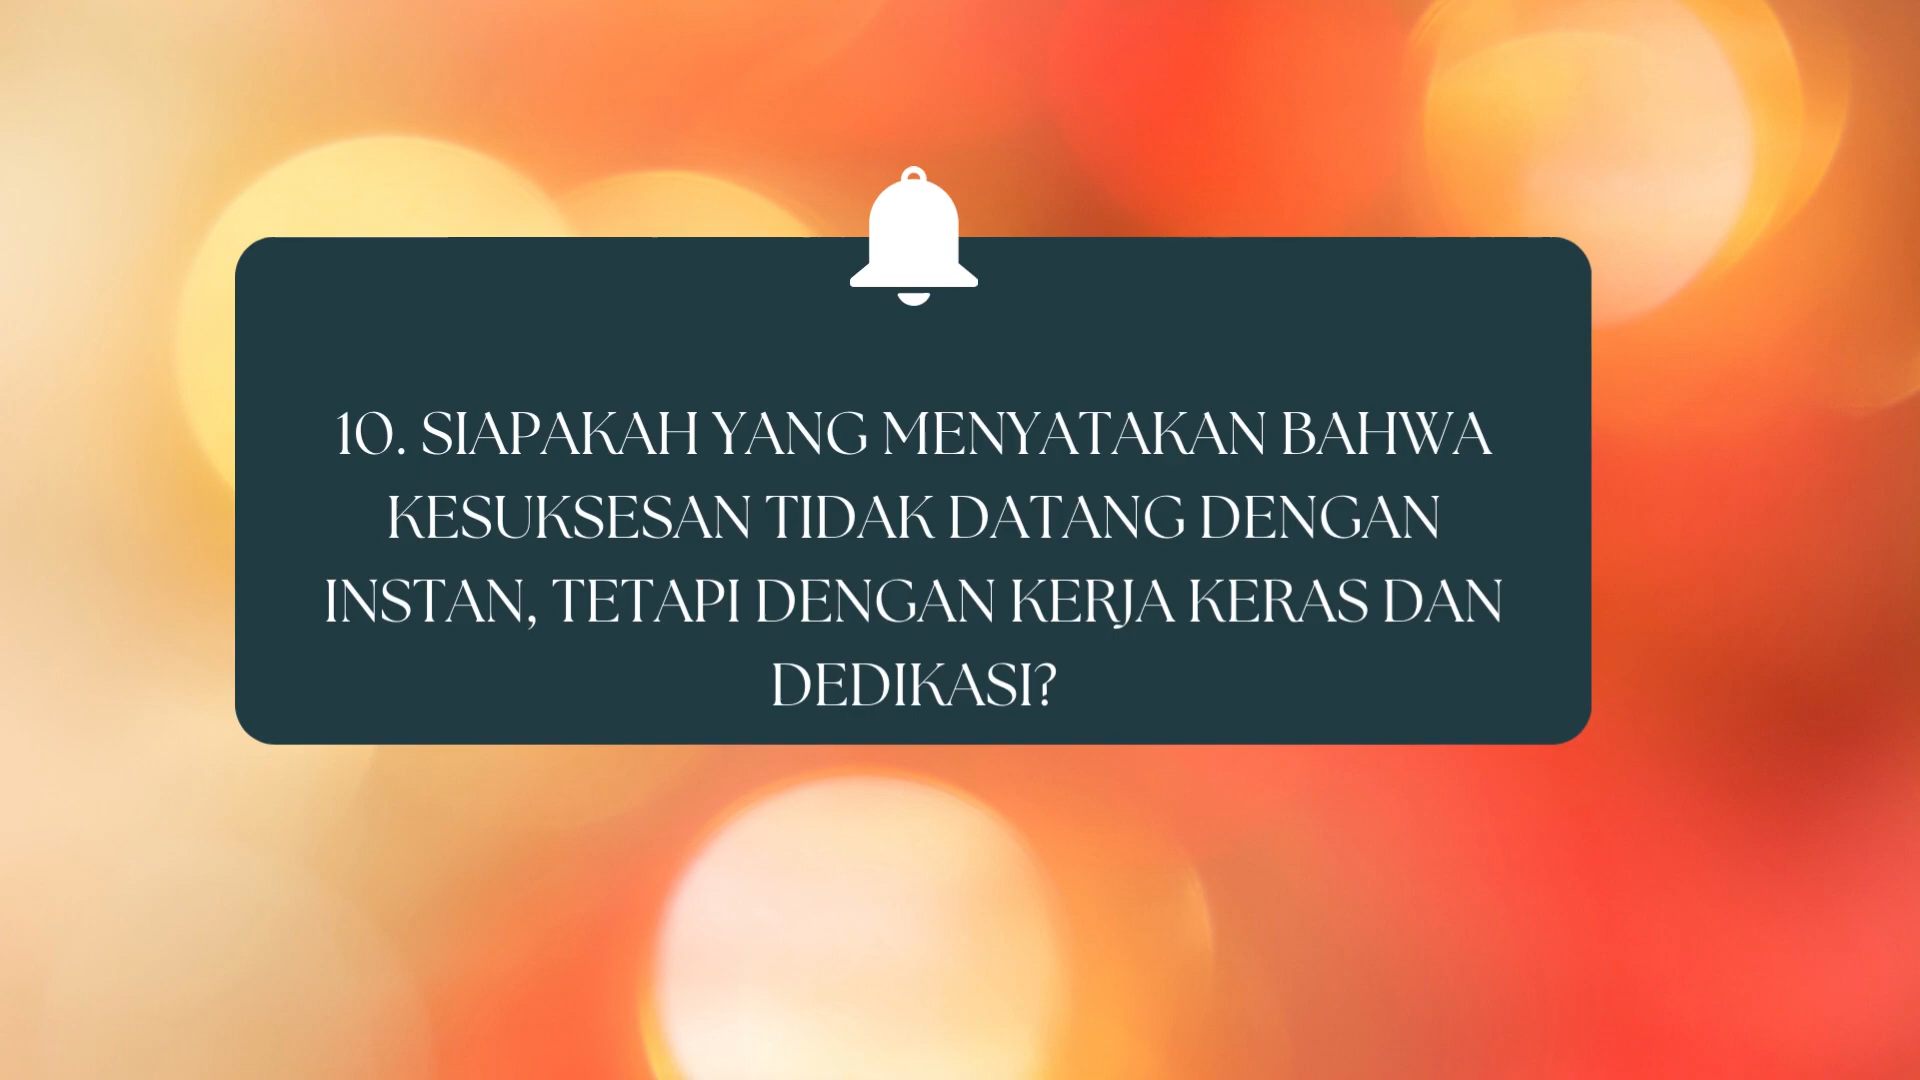 10. SIAPAKAH YANG MENYATAKAN BAHWA
KESUKSESAN TIDAK DATANG DENGAN
INSTAN, TETAPI DENGAN KERJA KERAS DAN
DEDIKASI?